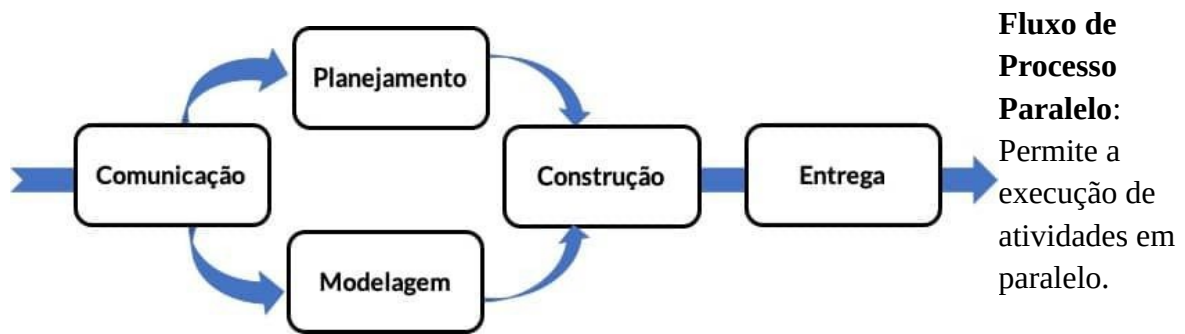 Planejamento
Comunicação
Construção
Entrega
Modelagem
Fluxo de
Processo
Paralelo:
Permite a
execução de
atividades em
paralelo.